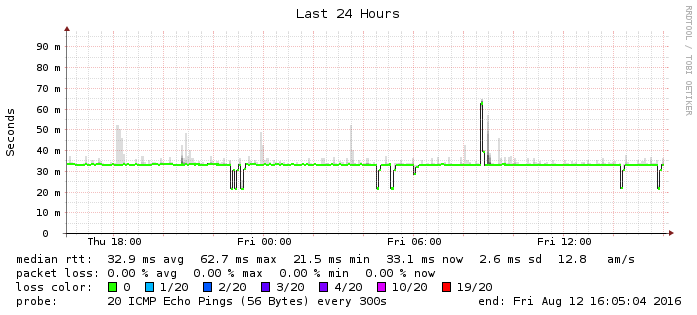 Last 24 Hours
RRDTOOL / TOBI OETIKER
Seconds
90 m
80 m
70 m
60 m
50 m
40 m
30 m
20 m
10 m
0
Thu 18:00 Fri 00:00 Fri 06:00 Fri 12:00
median rtt: 32.9 ms avg 62.7 ms max 21.5 ms min 33.1 ms now 2.6 ms sd 12.8 am/s
packet loss: 0.00 % avg 0.00 % max 0.00 % min 0.00 % now
loss color: 0 1/20 2/20 3/20 4/20 10/20 19/20
probe: 20 ICMP Echo Pings (56 Bytes) every 300s end: Fri Aug 12 16:05:04 2016